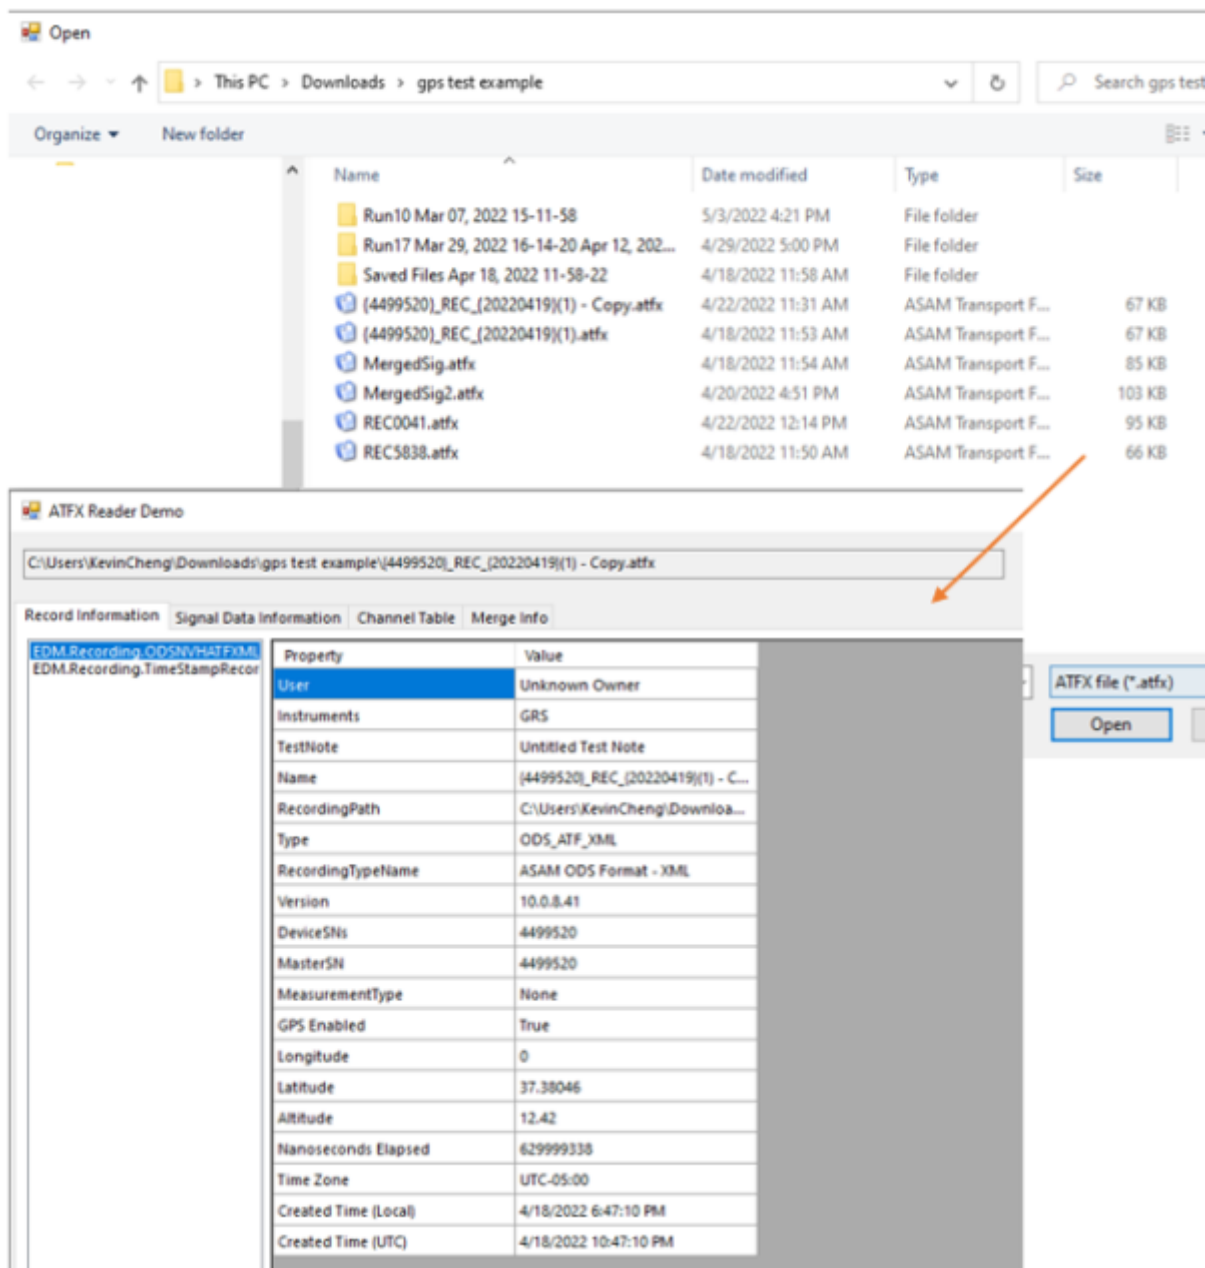 Open
This PC > Downloads > gps test example
Search gps test
Organize New folder
Name Date modified Type Size
Run10 Mar 07, 2022 15-11-58 5/3/2022 4:21 PM File folder
Run17 Mar 29, 2022 16-14-20 Apr 12, 202... 4/29/2022 5:00 PM File folder
Saved Files Apr 18, 2022 11-58-22 4/18/2022 11:58 AM File folder
{4499520}_REC_{20220419}(1) - Copy.atfx 4/22/2022 11:31 AM ASAM Transport F... 67 KB
{4499520}_REC_{20220419}(1).atfx 4/18/2022 11:53 AM ASAM Transport F... 67 KB
MergedSig.atfx 4/18/2022 11:54 AM ASAM Transport F... 85 KB
MergedSig2.atfx 4/20/2022 4:51 PM ASAM Transport F... 103 KB
REC0041.atfx 4/22/2022 12:14 PM ASAM Transport F... 95 KB
REC5838.atfx 4/18/2022 11:50 AM ASAM Transport F... 66 KB
ATFX Reader Demo
C:\Users\KevinCheng\Downloads\gps test example\{4499520}_REC_{20220419}(1) - Copy.atfx
Record Information Signal Data Information Channel Table Merge Info
EDM.Recording.ODSNVHATFXML
EDM.Recording.TimeStampRecor
Property Value
User Unknown Owner
Instruments GRS
TestNote Untitled Test Note
Name {4499520}_REC_{20220419}(1) - C...
RecordingPath C:\Users\KevinCheng\Downloa...
Type ODS_ATF_XML
RecordingTypeName ASAM ODS Format - XML
Version 10.0.8.41
DeviceSNs 4499520
MasterSN 4499520
MeasurementType None
GPS Enabled True
Longitude 0
Latitude 37.38046
Altitude 12.42
Nanoseconds Elapsed 629999338
Time Zone UTC-05:00
Created Time (Local) 4/18/2022 6:47:10 PM
Created Time (UTC) 4/18/2022 10:47:10 PM
ATFX file (*.atfx)
Open